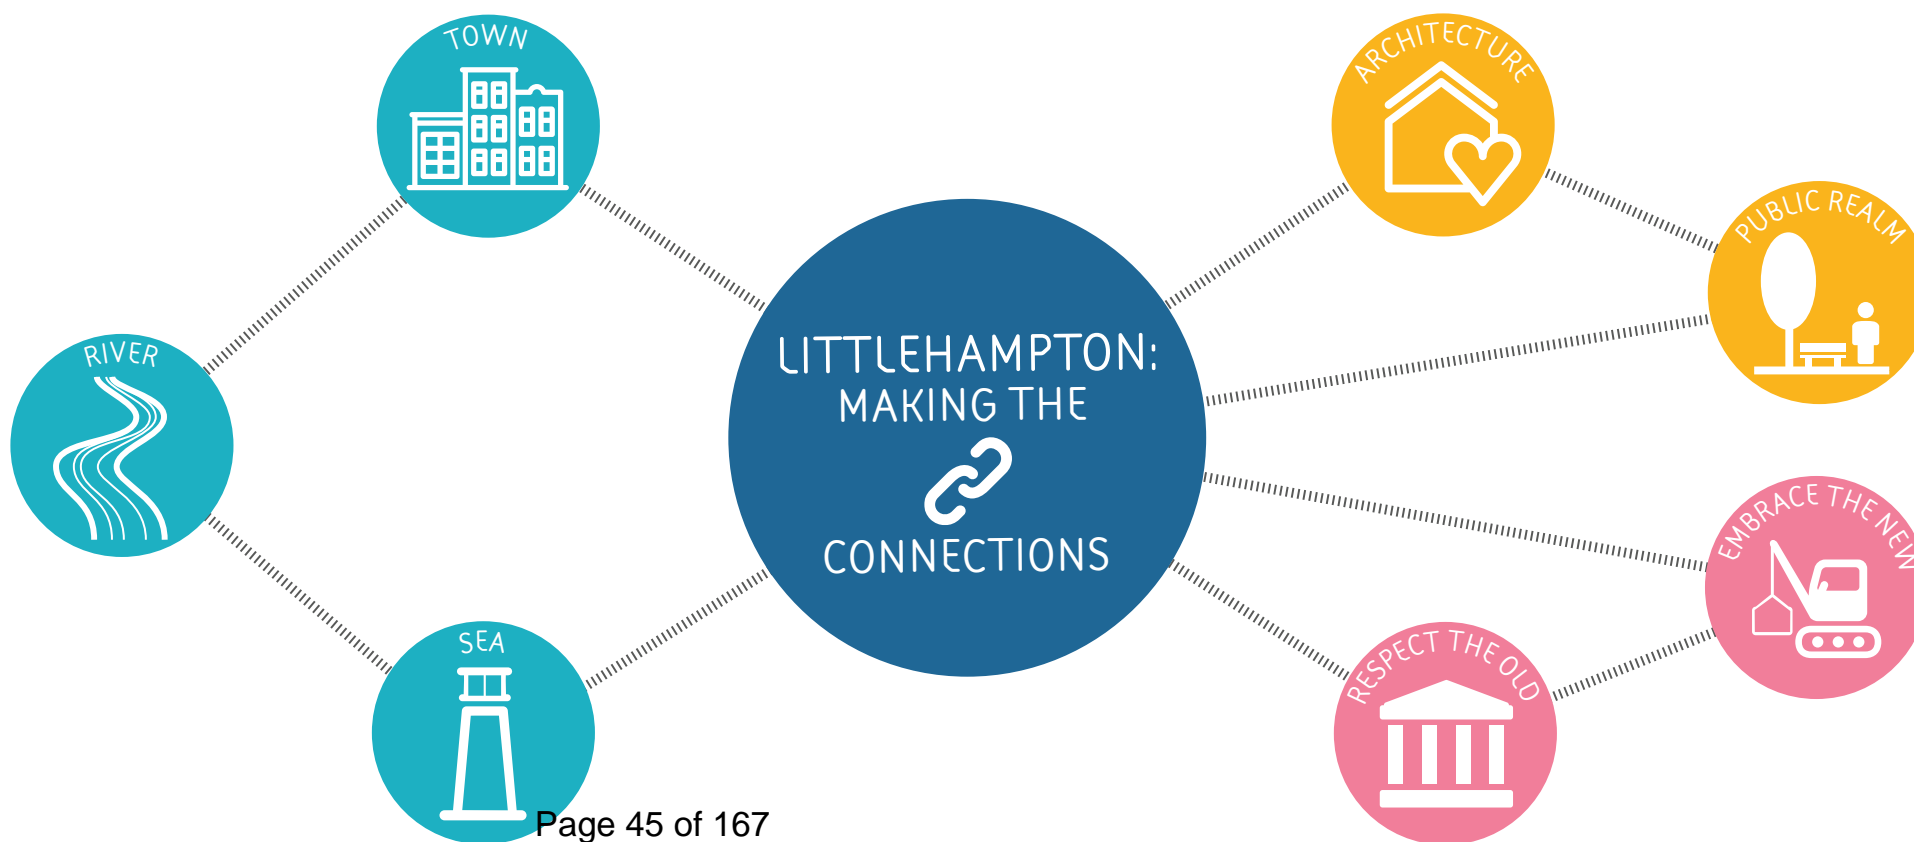 TOWN
ARCHITECTURE
PUBLIC REALM
RIVER
LITTLEHAMPTON:
MAKING THE
CONNECTIONS
EMBRACE THE NEW
SEA
RESPECT THE OLD
Page 45 of 167